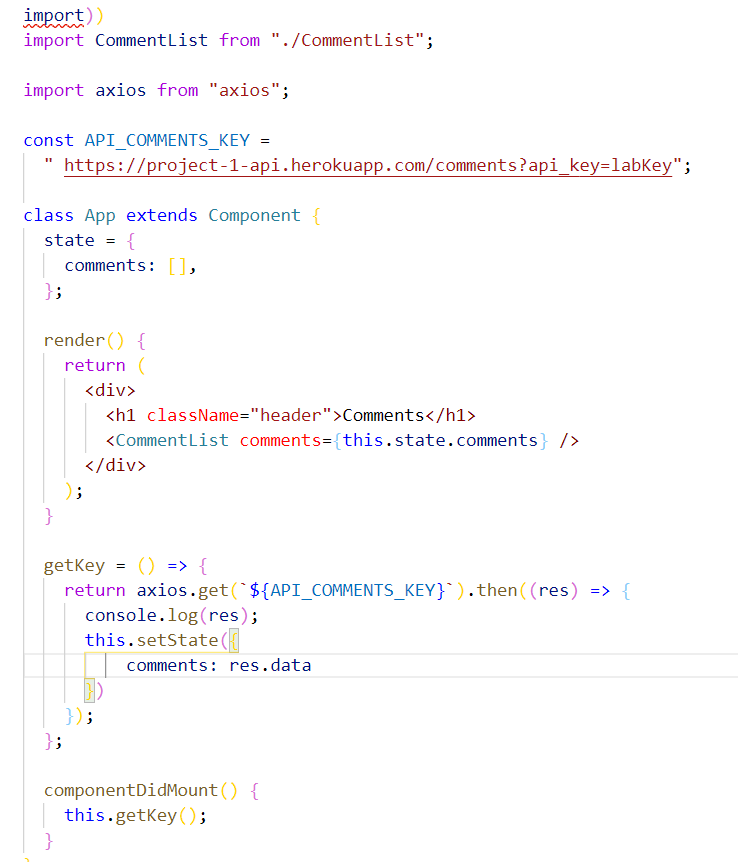 import))
import CommentList from "./CommentList";
import axios from "axios";
const API_COMMENTS_KEY =
" https://project-1-api.herokuapp.com/comments?api_key=labKey";
class App extends Component {
state = {
comments: [],
};
render() {
return (
<div>
<h1 className="header">Comments</h1>
<CommentList comments={this.state.comments} />
</div>
);
}
getKey = () => {
return axios.get(`${API_COMMENTS_KEY}`).then((res) => {
console.log(res);
this.setState({
comments: res.data
})
});
};
componentDidMount() {
this.getKey();
}